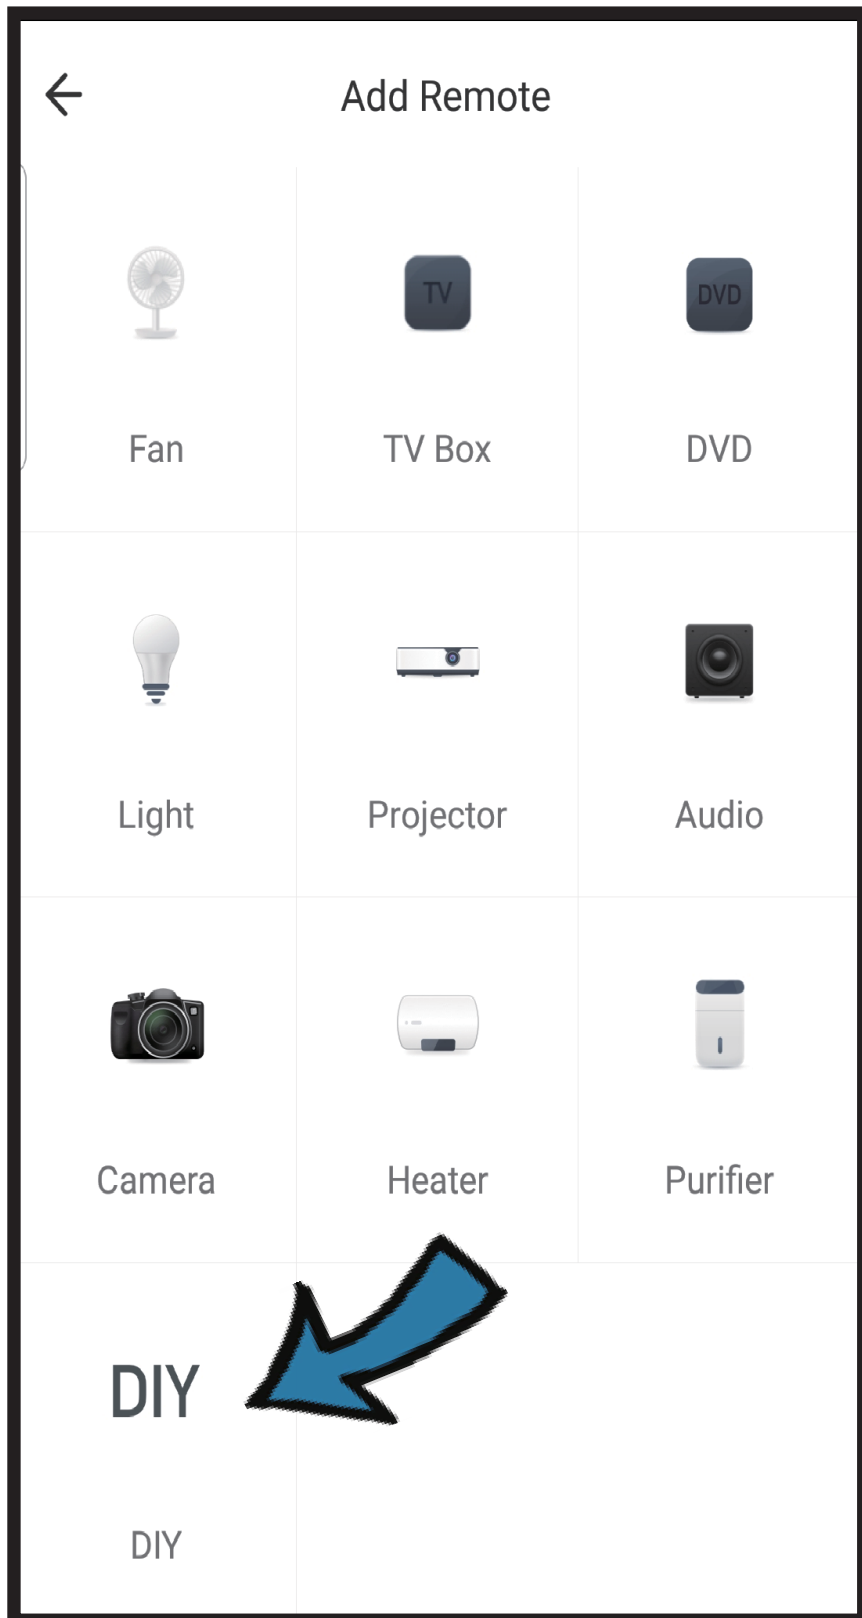 Add Remote
TV
DVD
Fan
TV Box
DVD
Light
Projector
Audio
Camera
Heater
Purifier
DIY
DIY